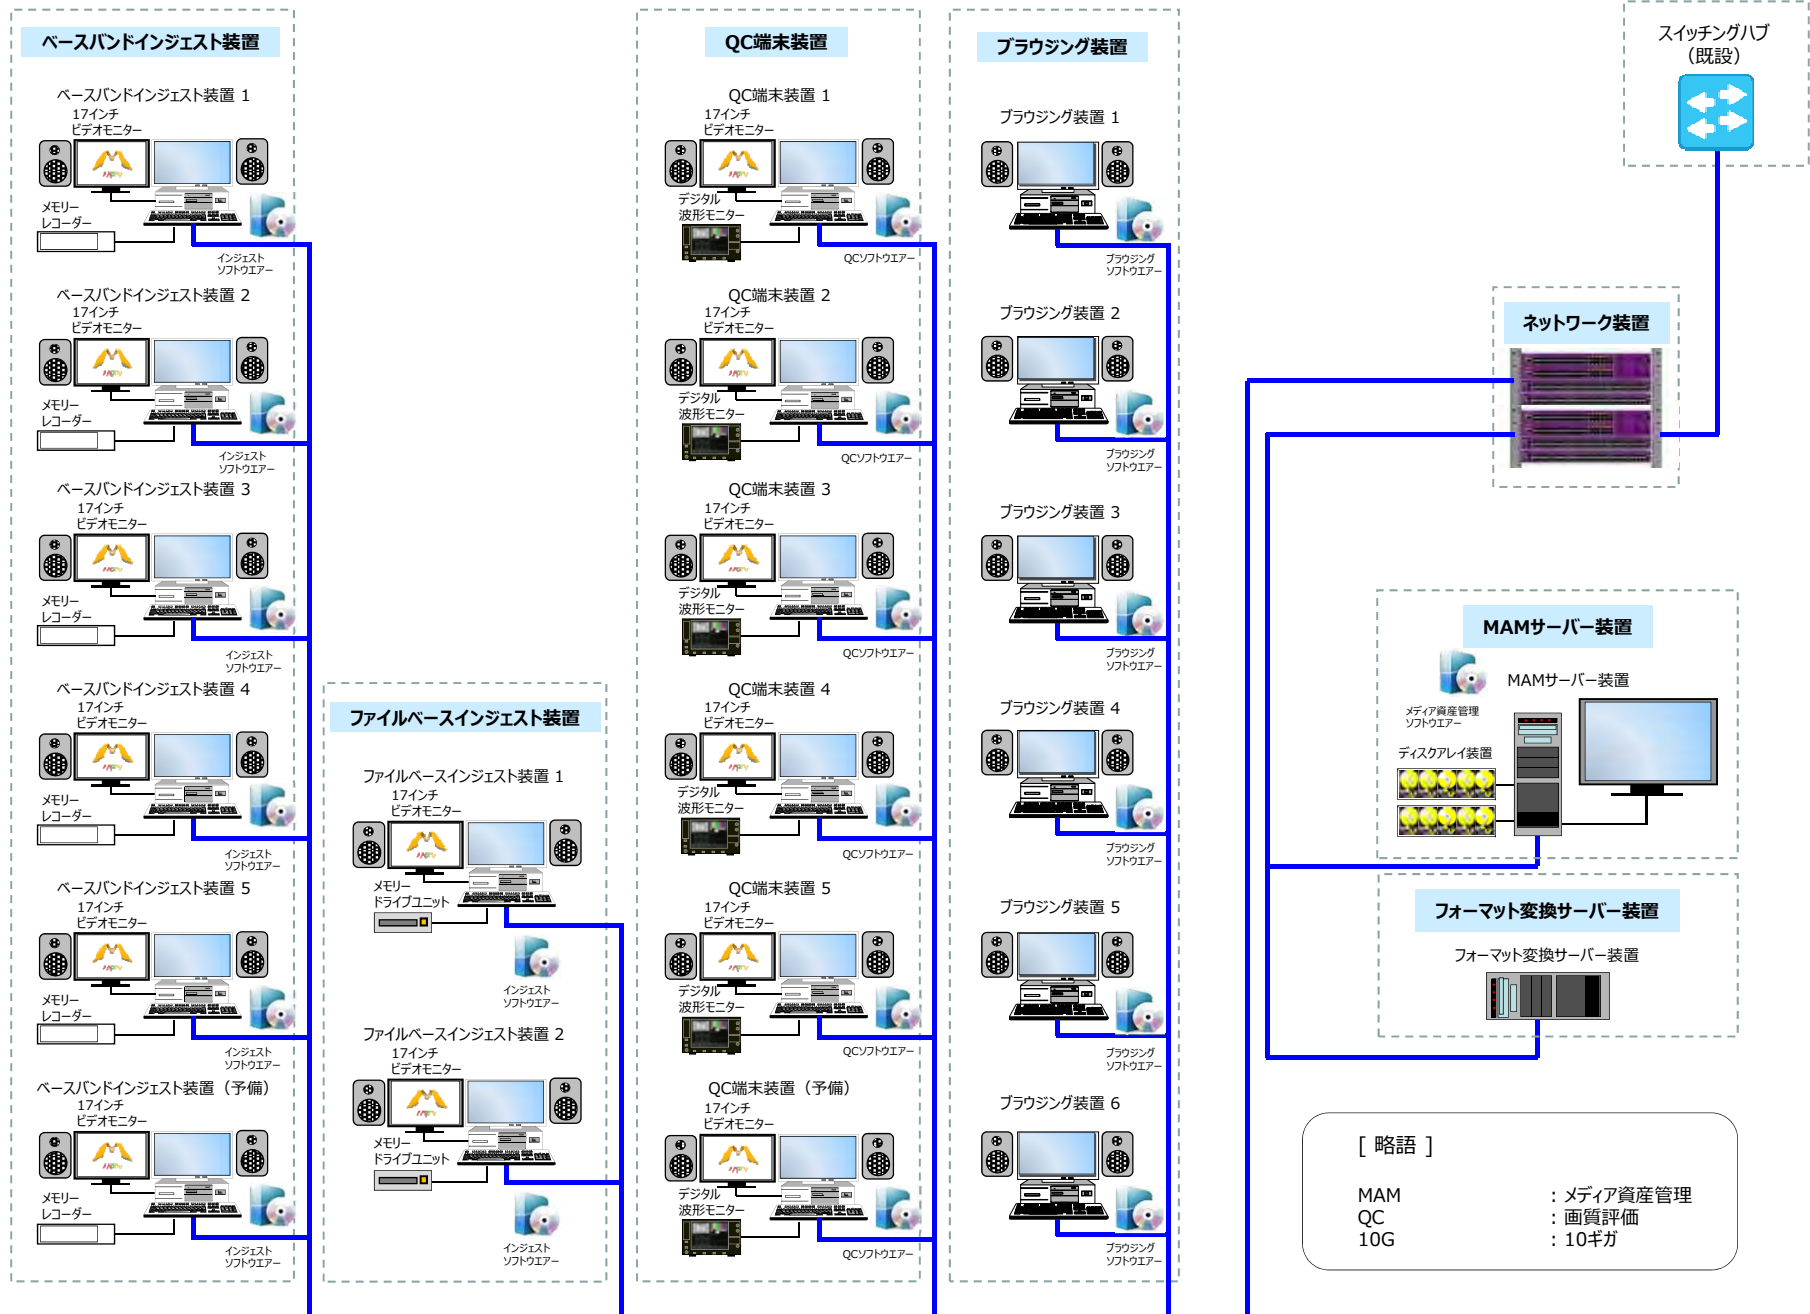 ベースバンドインジェスト装置
ベースバンドインジェスト装置 1
17インチ
ビデオモニター
メモリー
レコーダー
インジェスト
ソフトウエアー
ベースバンドインジェスト装置 2
17インチ
ビデオモニター
メモリー
レコーダー
インジェスト
ソフトウエアー
ベースバンドインジェスト装置 3
17インチ
ビデオモニター
メモリー
レコーダー
インジェスト
ソフトウエアー
ベースバンドインジェスト装置 4
17インチ
ビデオモニター
メモリー
レコーダー
インジェスト
ソフトウエアー
ベースバンドインジェスト装置 5
17インチ
ビデオモニター
メモリー
レコーダー
インジェスト
ソフトウエアー
ベースバンドインジェスト装置（予備）
17インチ
ビデオモニター
メモリー
レコーダー
インジェスト
ソフトウエアー
ファイルベースインジェスト装置
ファイルベースインジェスト装置 1
17インチ
ビデオモニター
メモリー
ドライブユニット
インジェスト
ソフトウエアー
ファイルベースインジェスト装置 2
17インチ
ビデオモニター
メモリー
ドライブユニット
インジェスト
ソフトウエアー
QC端末装置
QC端末装置 1
17インチ
ビデオモニター
デジタル
波形モニター
QCソフトウエアー
QC端末装置 2
17インチ
ビデオモニター
デジタル
波形モニター
QCソフトウエアー
QC端末装置 3
17インチ
ビデオモニター
デジタル
波形モニター
QCソフトウエアー
QC端末装置 4
17インチ
ビデオモニター
デジタル
波形モニター
QCソフトウエアー
QC端末装置 5
17インチ
ビデオモニター
デジタル
波形モニター
QCソフトウエアー
QC端末装置（予備）
17インチ
ビデオモニター
デジタル
波形モニター
QCソフトウエアー
ブラウジング装置
ブラウジング装置 1
ブラウジング
ソフトウエアー
ブラウジング装置 2
ブラウジング
ソフトウエアー
ブラウジング装置 3
ブラウジング
ソフトウエアー
ブラウジング装置 4
ブラウジング
ソフトウエアー
ブラウジング装置 5
ブラウジング
ソフトウエアー
ブラウジング装置 6
ブラウジング
ソフトウエアー
スイッチングハブ
（既設）
ネットワーク装置
MAMサーバー装置
MAMサーバー装置
メディア資産管理
ソフトウエアー
ディスクアレイ装置
フォーマット変換サーバー装置
フォーマット変換サーバー装置
[ 略語 ]
MAM : メディア資産管理
QC : 画質評価
10G : 10ギガ